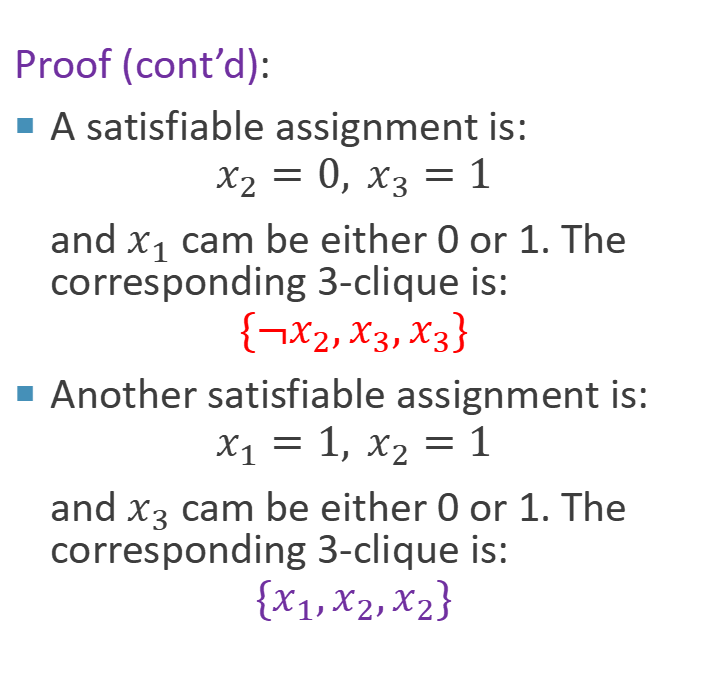 Proof (cont’d):
▪ A satisfiable assignment is:
x₂ = 0, x₃ = 1
and x₁ cam be either 0 or 1. The
corresponding 3-clique is:
{¬x₂, x₃, x₃}
▪ Another satisfiable assignment is:
x₁ = 1, x₂ = 1
and x₃ cam be either 0 or 1. The
corresponding 3-clique is:
{x₁, x₂, x₂}